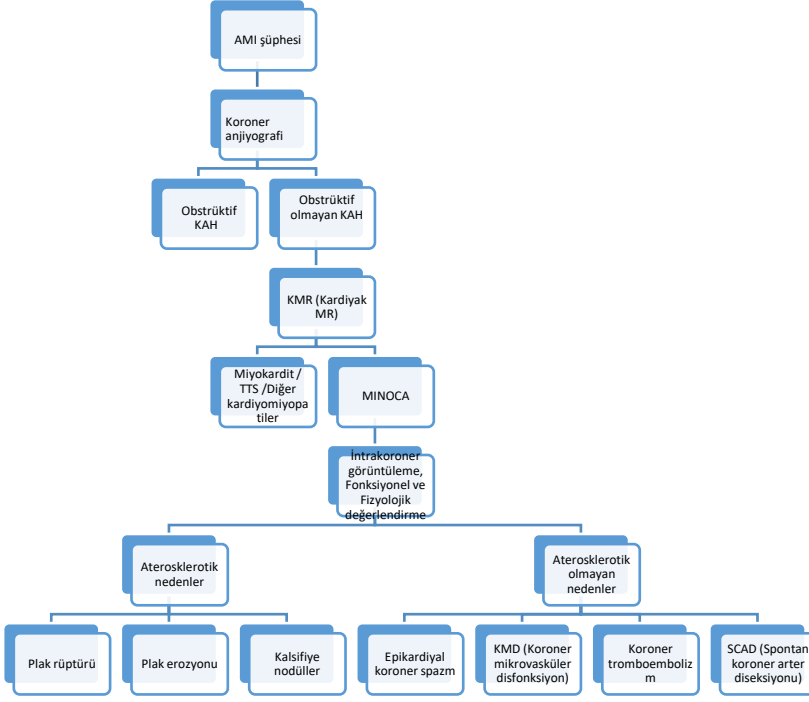 AMI şüphesi
Koroner
anjiyografi
Obstrüktif
KAH
Obstrüktif
olmayan KAH
KMR (Kardiyak
MR)
Miyokardit /
TTS /Diğer
kardiyomiyopa
tiler
MINOCA
İntrakoroner
görüntüleme,
Fonksiyonel ve
Fizyolojik
değerlendirme
Aterosklerotik
nedenler
Aterosklerotik
olmayan
nedenler
Plak rüptürü
Plak erozyonu
Kalsifiye
nodüller
Epikardiyal
koroner spazm
KMD (Koroner
mikrovasküler
disfonksiyon)
Koroner
tromboemboliz
m
SCAD (Spontan
koroner arter
diseksiyonu)